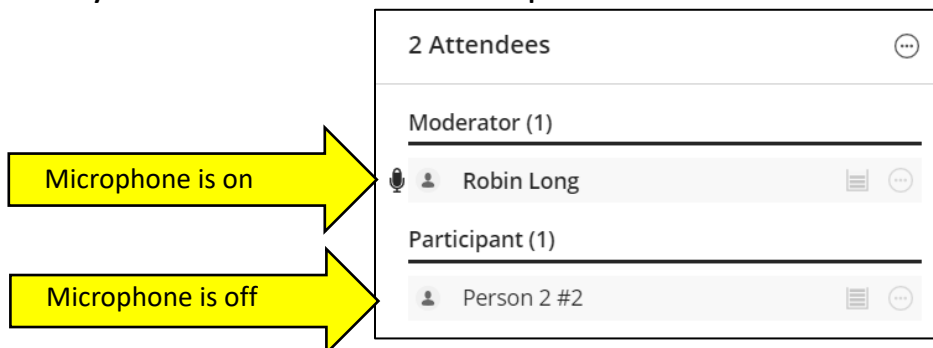 2 Attendees
Moderator (1)
Microphone is on
Robin Long
Participant (1)
Microphone is off
Person 2 #2